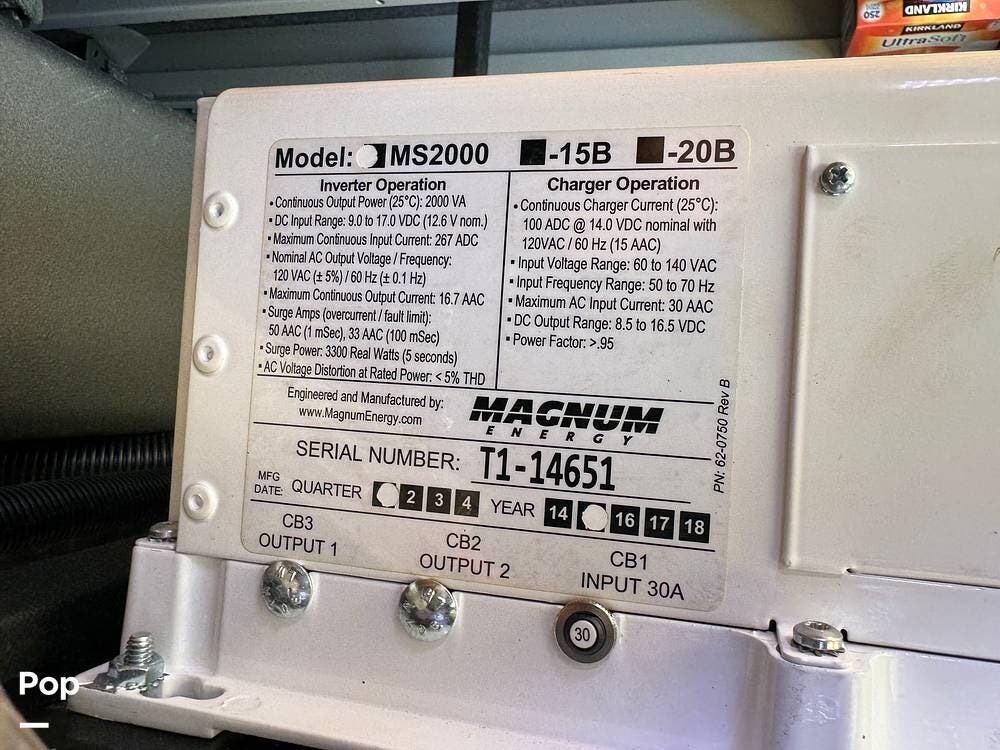 250
KIRKLAND
KIRKLAND
UltraSoft
Model: MS2000 -15B -20B
Inverter Operation
• Continuous Output Power (25°C): 2000 VA
• DC Input Range: 9.0 to 17.0 VDC (12.6 V nom.)
• Maximum Continuous Input Current: 267 ADC
• Nominal AC Output Voltage / Frequency:
120 VAC (± 5%) / 60 Hz (± 0.1 Hz)
• Maximum Continuous Output Current: 16.7 AAC
• Surge Amps (overcurrent / fault limit):
50 AAC (1 mSec), 33 AAC (100 mSec)
• Surge Power: 3300 Real Watts (5 seconds)
• AC Voltage Distortion at Rated Power: < 5% THD
Charger Operation
• Continuous Charger Current (25°C):
100 ADC @ 14.0 VDC nominal with
120VAC / 60 Hz (15 AAC)
• Input Voltage Range: 60 to 140 VAC
• Input Frequency Range: 50 to 70 Hz
• Maximum AC Input Current: 30 AAC
• DC Output Range: 8.5 to 16.5 VDC
• Power Factor: >.95
Engineered and Manufactured by:
www.MagnumEnergy.com
MAGNUM
ENERGY
PN: 62-0750 Rev B
SERIAL NUMBER: T1-14651
MFG
DATE: QUARTER 2 3 4 YEAR 14 16 17 18
CB3
OUTPUT 1
CB2
OUTPUT 2
CB1
INPUT 30A
30
Pop